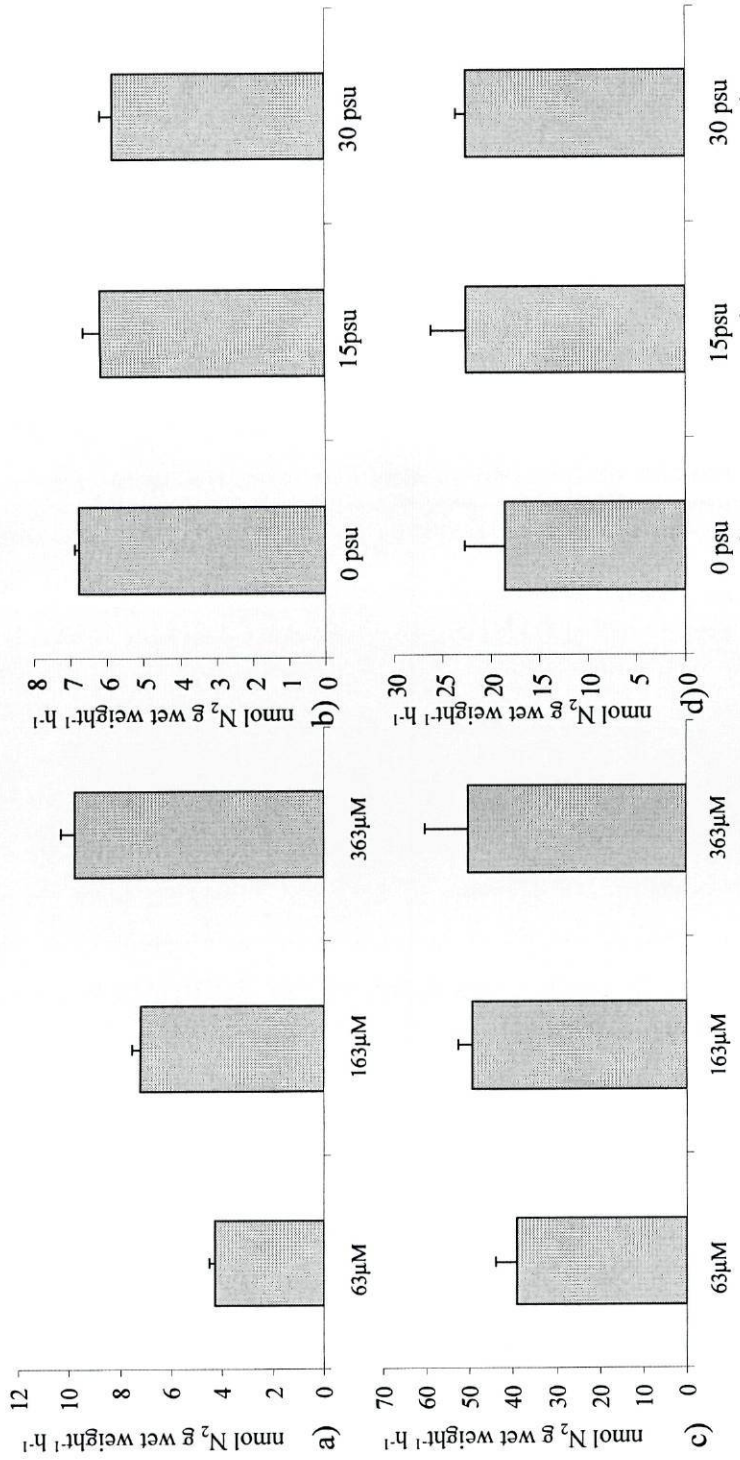 nmol N₂ g wet weight⁻¹ h⁻¹
12
10
8
6
4
2
0
a)
63µM
163µM
363µM
nmol N₂ g wet weight⁻¹ h⁻¹
8
7
6
5
4
3
2
1
0
b)
0 psu
15psu
30 psu
nmol N₂ g wet weight⁻¹ h⁻¹
70
60
50
40
30
20
10
0
c)
63µM
163µM
363µM
nmol N₂ g wet weight⁻¹ h⁻¹
30
25
20
15
10
5
0
d)
0 psu
15psu
30 psu